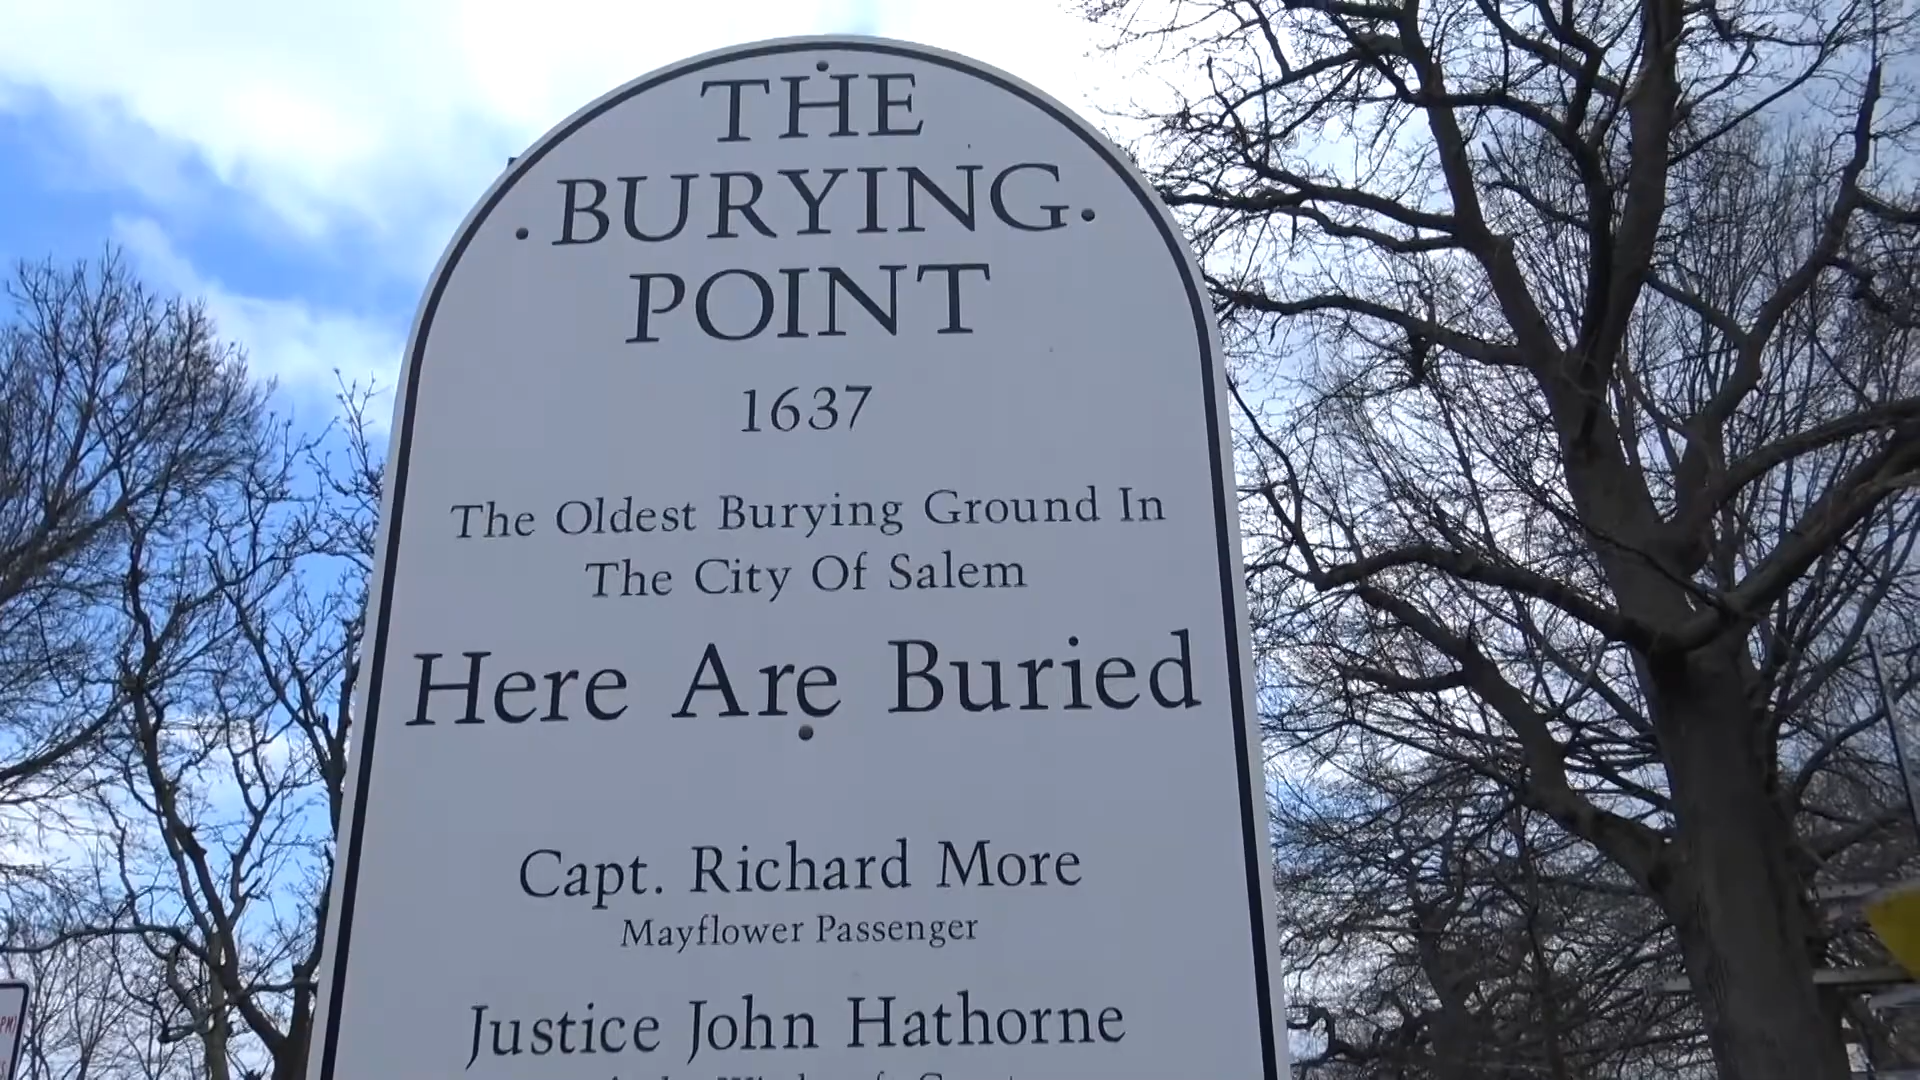 THE
· BURYING ·
POINT
1637
The Oldest Burying Ground In
The City Of Salem
Here Are Buried
Capt. Richard More
Mayflower Passenger
Justice John Hathorne